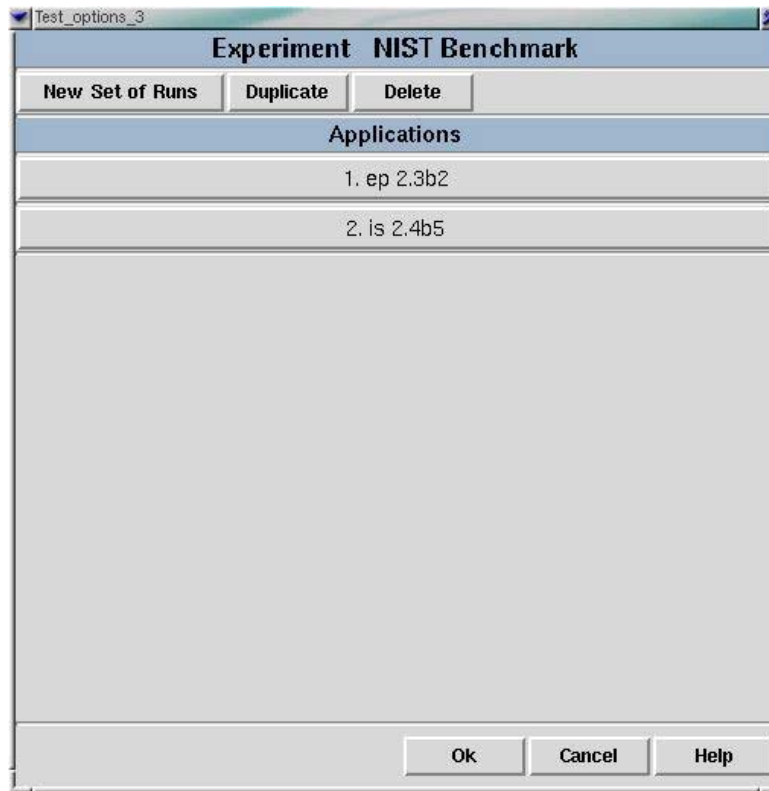 Test_options_3
Experiment NIST Benchmark
New Set of Runs Duplicate Delete
Applications
1. ep 2.3b2
2. is 2.4b5
Ok Cancel Help